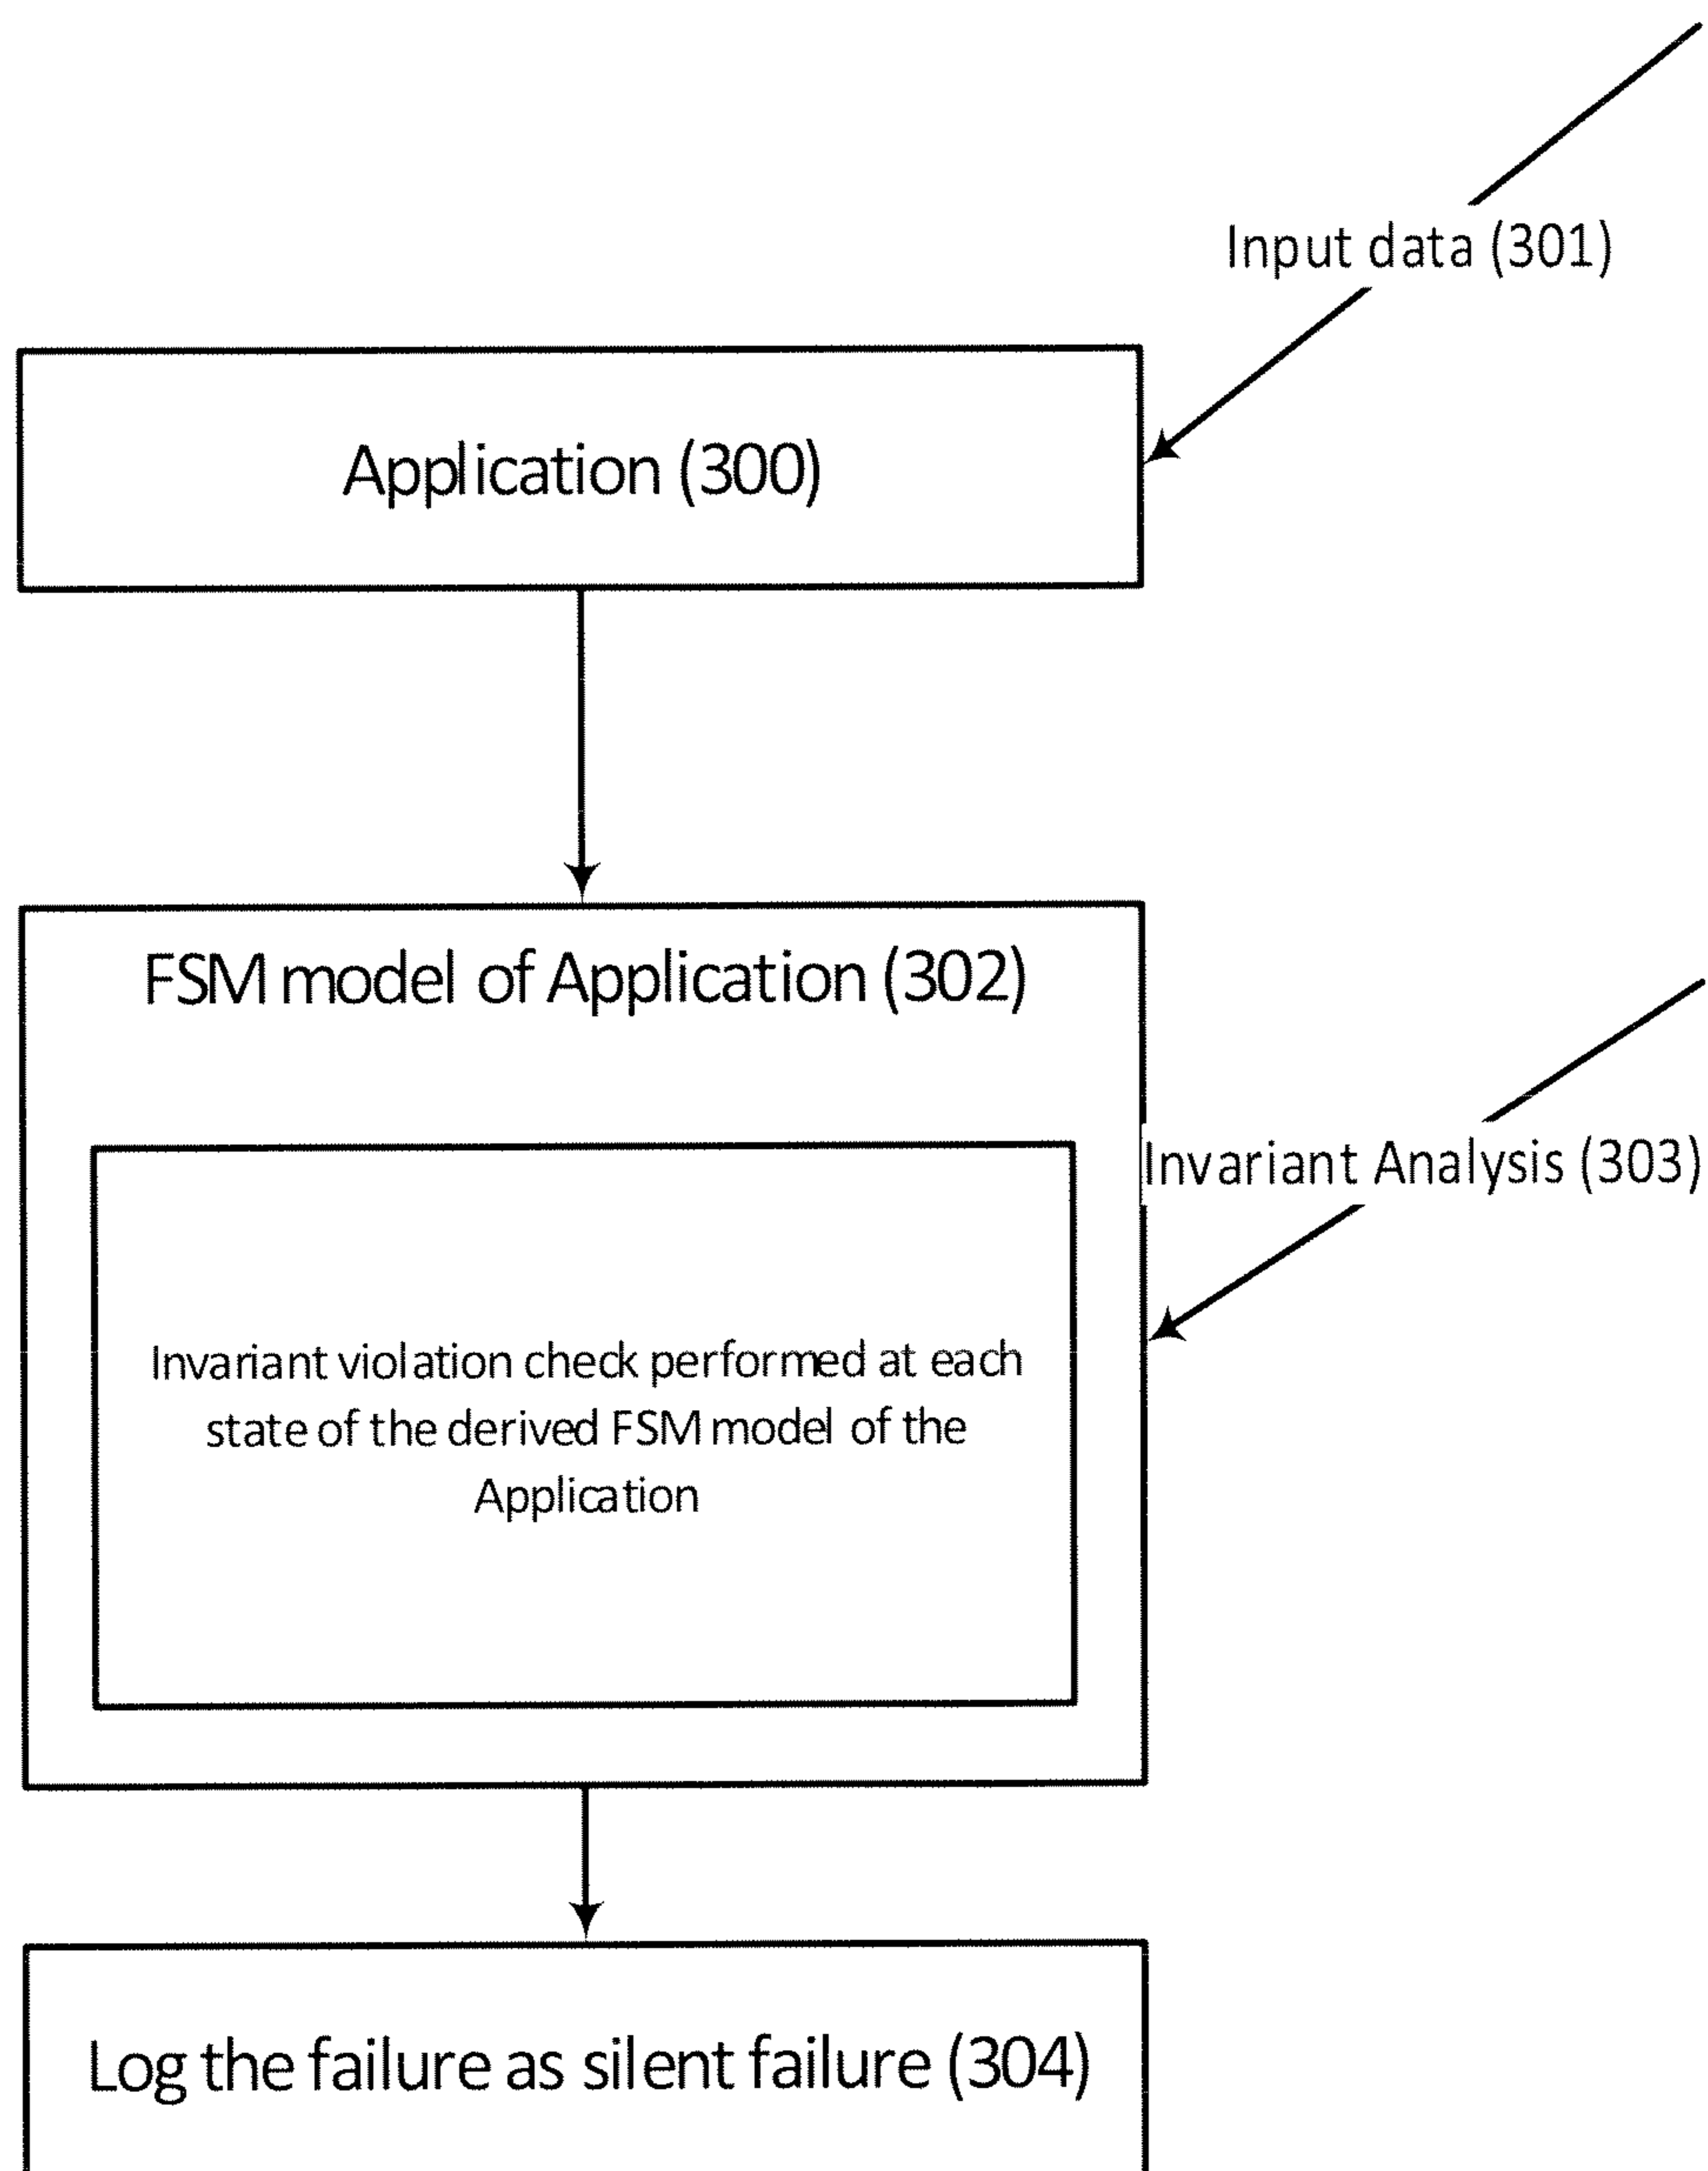 Input data (301)
Application (300)
FSM model of Application (302)
Invariant Analysis (303)
Invariant violation check performed at each
state of the derived FSM model of the
Application
Log the failure as silent failure (304)